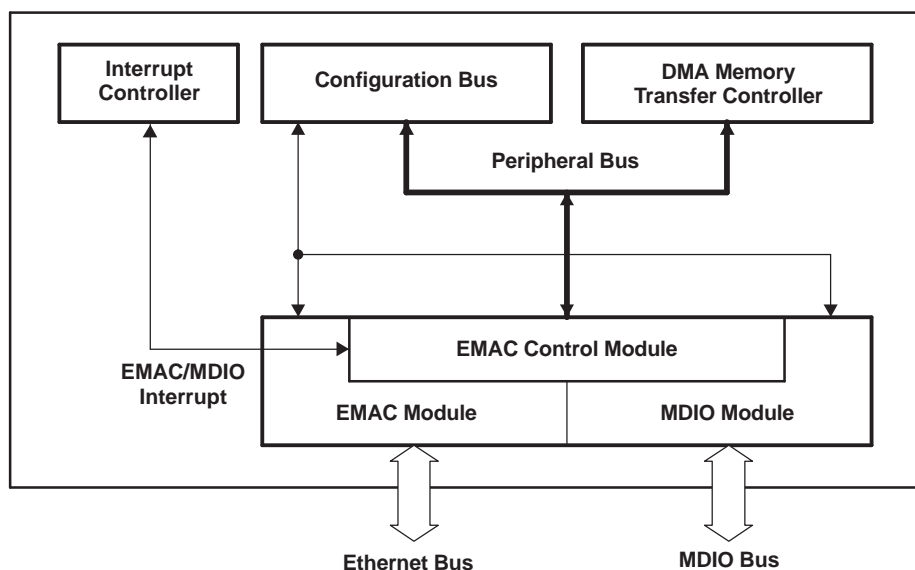 Interrupt
Controller
Configuration Bus
DMA Memory
Transfer Controller
Peripheral Bus
EMAC Control Module
EMAC/MDIO
Interrupt
EMAC Module
MDIO Module
Ethernet Bus
MDIO Bus